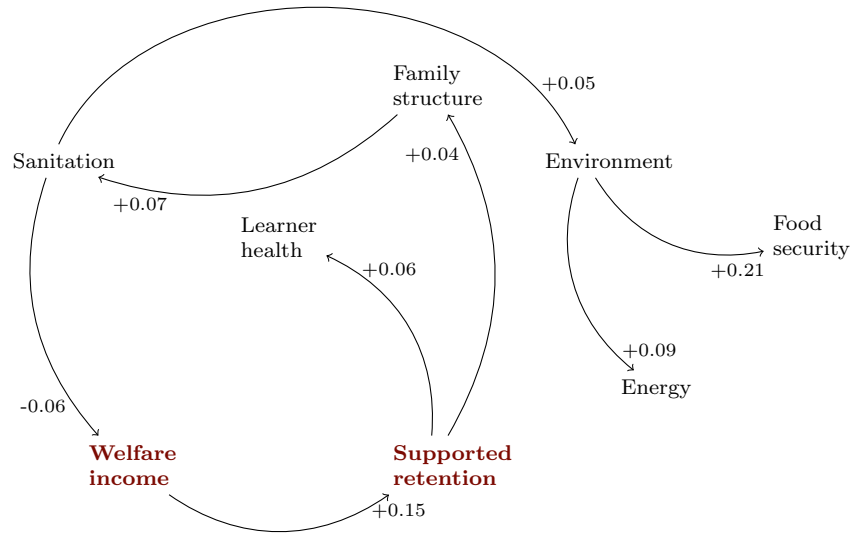 Family
structure
+0.05
+0.04
Sanitation
Environment
+0.07
Learner
health
Food
security
+0.06
+0.21
+0.09
Energy
-0.06
Welfare
income
Supported
retention
+0.15